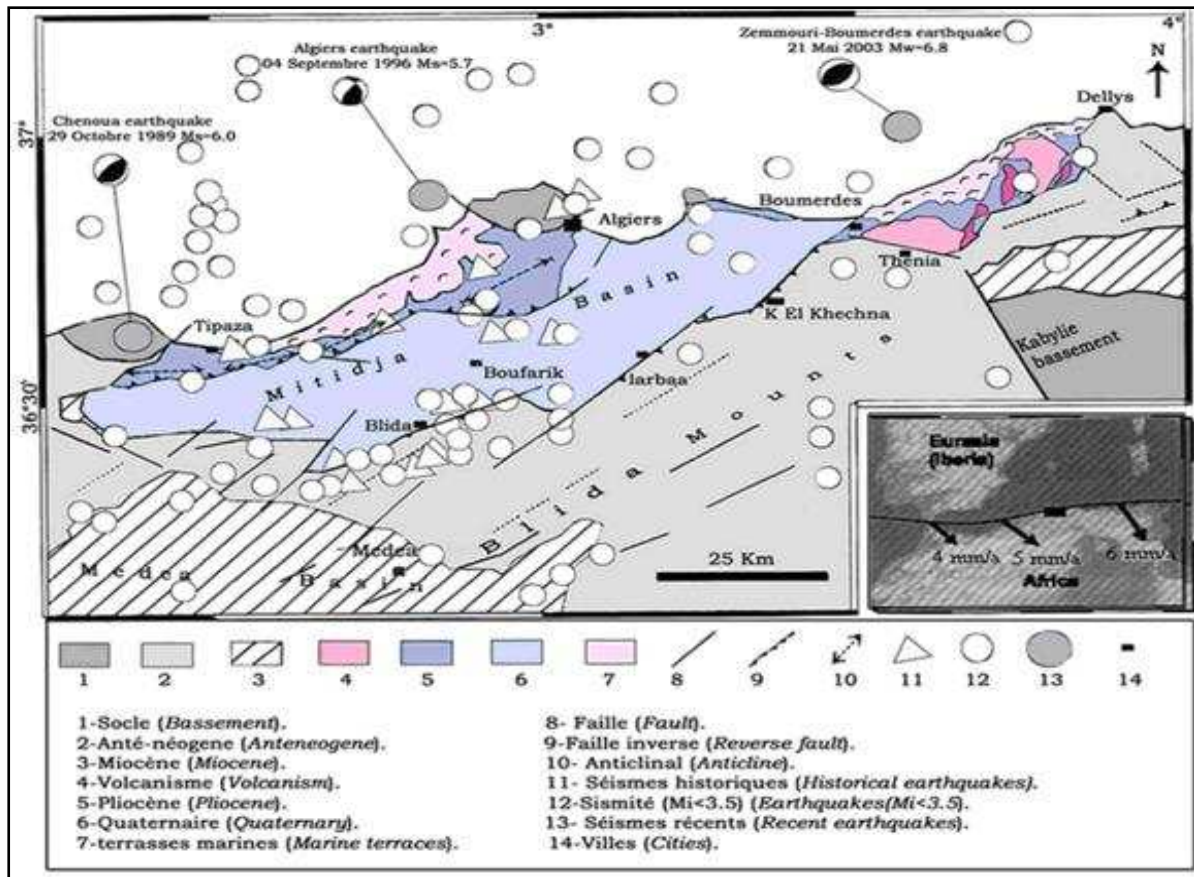 3°
4°
Algiers earthquake
04 Septembre 1996 Ms=5.7
Zemmouri-Boumerdes earthquake
21 Mai 2003 Mw=6.8
N
Dellys
37°
Chenoua earthquake
29 Octobre 1989 Ms=6.0
Algiers
Boumerdes
Thénia
Tipaza
Mitidja Basin
K El Khechna
Kabylie
bassement
Boufarik
larbaa
36°30
Blida
Blida Mounts
Eurasia
(Iberia)
4 mm/a
5 mm/a
6 mm/a
Africa
Medea
Medea Basin
25 Km
1 2 3 4 5 6 7 8 9 10 11 12 13 14
1-Socle (Bassement).
2-Anté-néogene (Anteneogene).
3-Miocène (Miocene).
4-Volcanisme (Volcanism).
5-Pliocène (Pliocene).
6-Quaternaire (Quaternary).
7-terrasses marines (Marine terraces).
8- Faille (Fault).
9-Faille inverse (Reverse fault).
10- Anticlinal (Anticline).
11- Séismes historiques (Historical earthquakes).
12-Sismité (Mi<3.5) (Earthquakes(Mi<3.5).
13- Séismes récents (Recent earthquakes).
14-Villes (Cities).